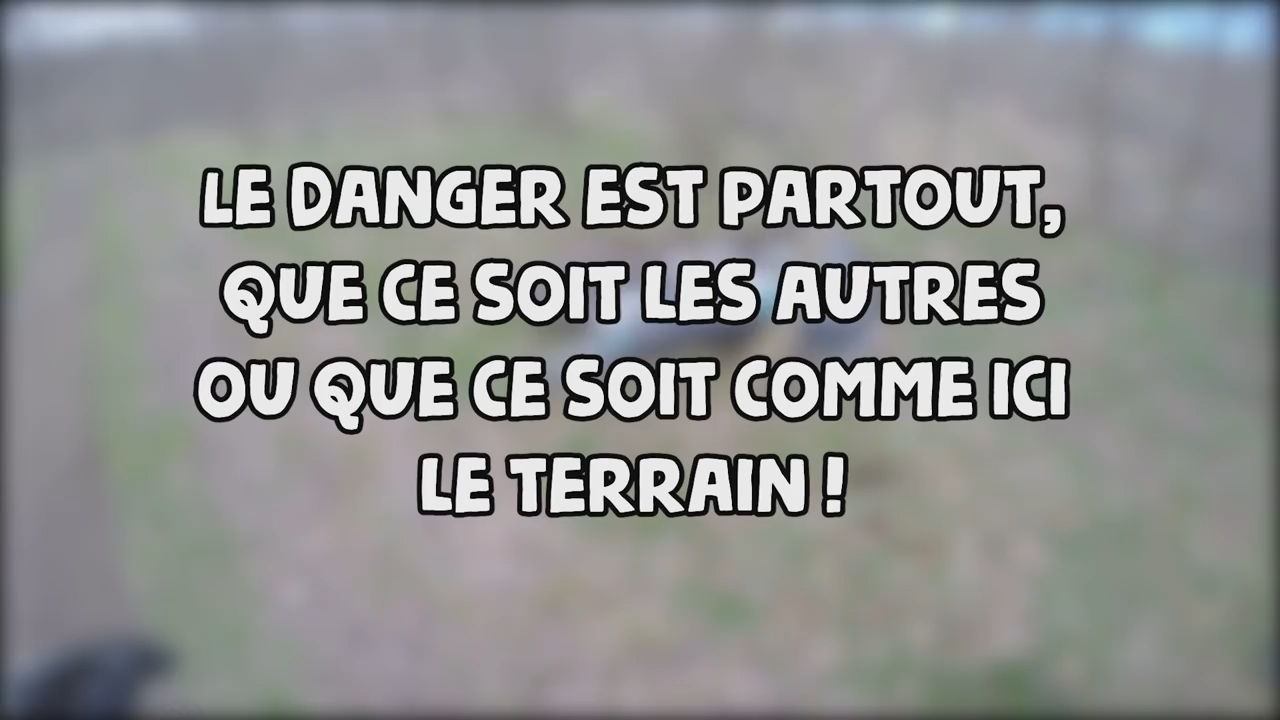 LE DANGER EST PARTOUT,
QUE CE SOIT LES AUTRES
OU QUE CE SOIT COMME ICI
LE TERRAIN !